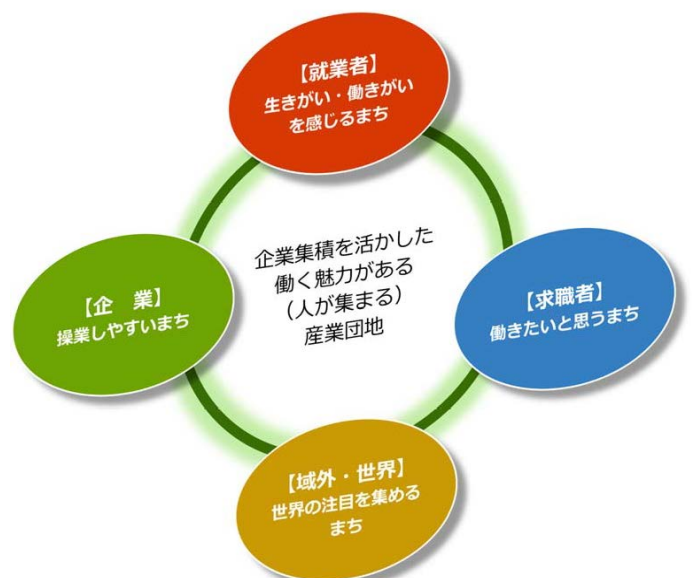 【就業者】
生きがい・働きがい
を感じるまち
企業集積を活かした
働く魅力がある
（人が集まる）
産業団地
【企　業】
操業しやすいまち
【求職者】
働きたいと思うまち
【域外・世界】
世界の注目を集める
まち